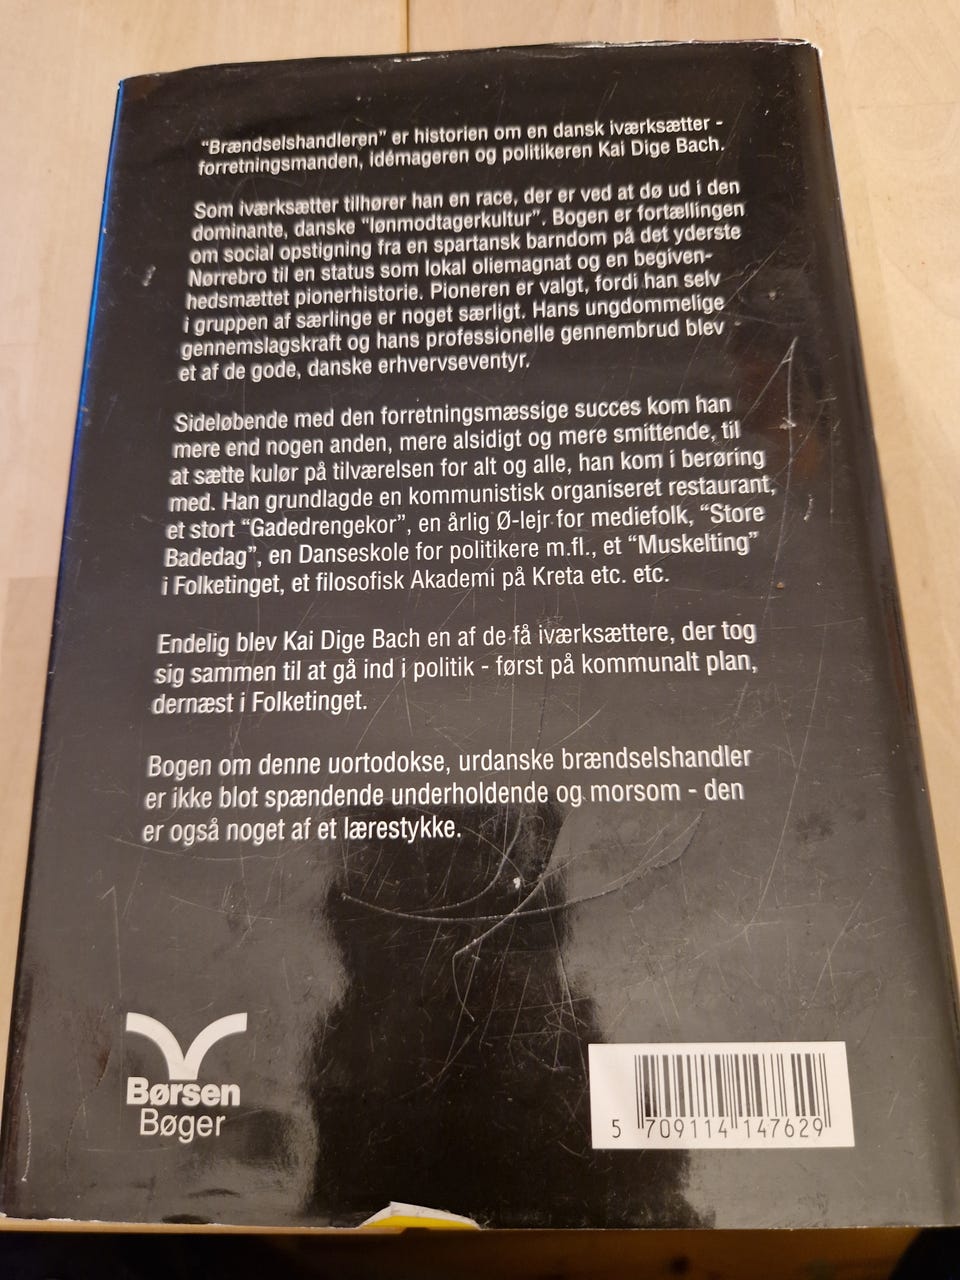 "Brændselshandleren" er historien om en dansk iværksætter -
forretningsmanden, idémageren og politikeren Kai Dige Bach.
Som iværksætter tilhører han en race, der er ved at dø ud i den
dominante, danske "lønmodtagerkultur". Bogen er fortællingen
om social opstigning fra en spartansk barndom på det yderste
Nørrebro til en status som lokal oliemagnat og en begiven-
hedsmættet pionerhistorie. Pioneren er valgt, fordi han selv
i gruppen af særlinge er noget særligt. Hans ungdommelige
gennemslagskraft og hans professionelle gennembrud blev
et af de gode, danske erhvervseventyr.
Sideløbende med den forretningsmæssige succes kom han
mere end nogen anden, mere alsidigt og mere smittende, til
at sætte kulør på tilværelsen for alt og alle, han kom i berøring
med. Han grundlagde en kommunistisk organiseret restaurant,
et stort "Gadedrengekor", en årlig Ø-lejr for mediefolk, "Store
Badedag", en Danseskole for politikere m.fl., et "Muskelting"
i Folketinget, et filosofisk Akademi på Kreta etc. etc.
Endelig blev Kai Dige Bach en af de få iværksættere, der tog
sig sammen til at gå ind i politik - først på kommunalt plan,
dernæst i Folketinget.
Bogen om denne uortodokse, urdanske brændselshandler
er ikke blot spændende underholdende og morsom - den
er også noget af et lærestykke.
Børsen
Bøger
5 709114 147629